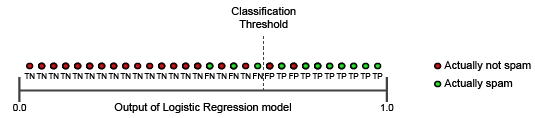 Classification
Threshold
TN TN TN TN TN TN TN TN TN TN TN TN TN TN TN FN TN FN TN FN FP TP FP TP TP TP TP TP TP TP
Actually not spam
Actually spam
0.0 Output of Logistic Regression model 1.0